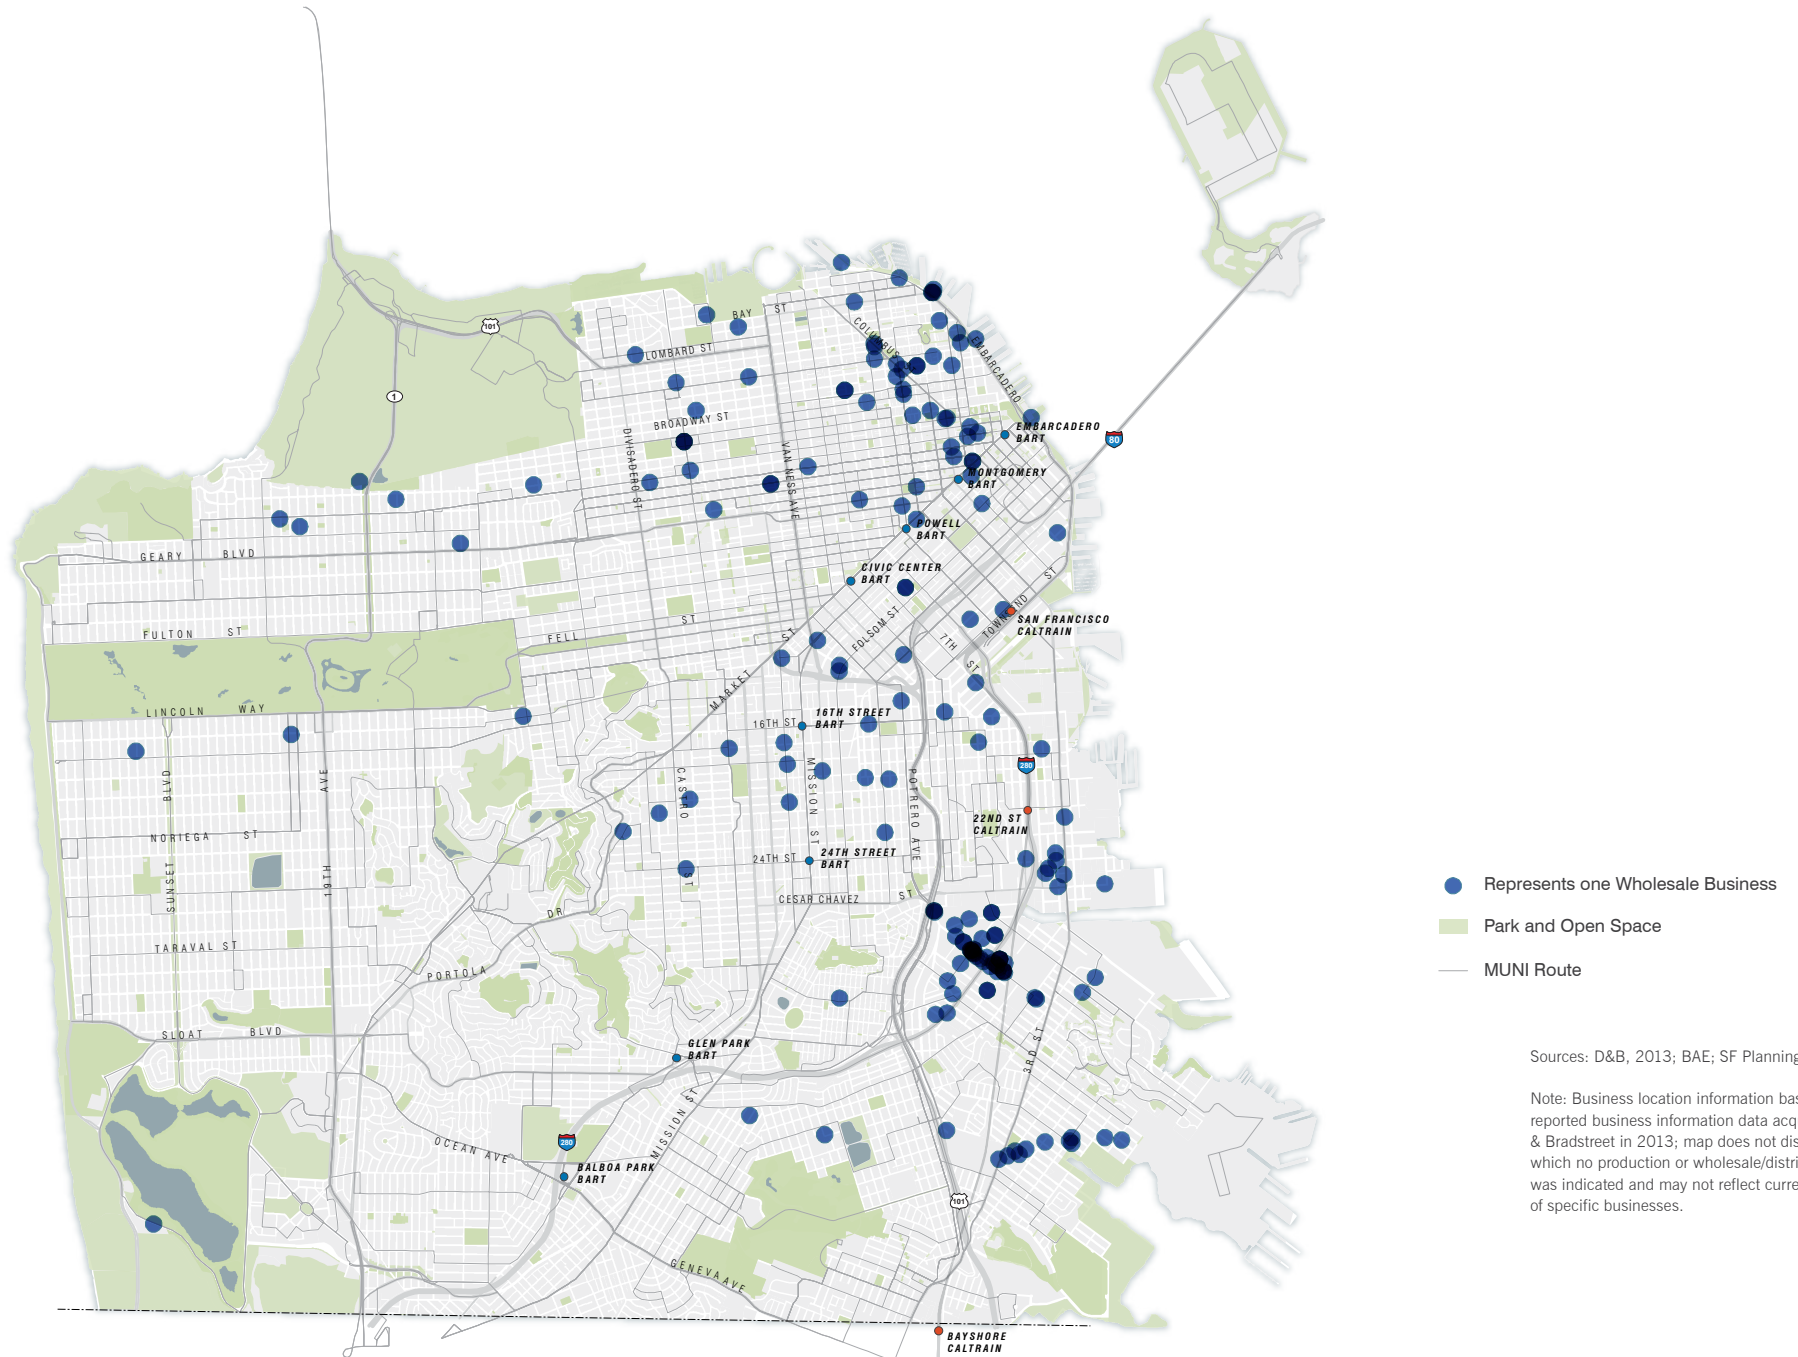 101
1
80
BAY ST
COLUMBUS
EMBARCADERO
LOMBARD ST
BROADWAY ST
DIVISADERO ST
VAN NESS AVE
EMBARCADERO
BART
MONTGOMERY
BART
POWELL
BART
CIVIC CENTER
BART
GEARY BLVD
FULTON ST
FELL ST
MARKET ST
FOLSOM ST
7TH ST
TOWNSEND ST
SAN FRANCISCO
CALTRAIN
LINCOLN WAY
16TH ST
16TH STREET
BART
SUNSET BLVD
19TH AVE
CASTRO ST
MISSION ST
POTRERO AVE
280
22ND ST
CALTRAIN
NORIEGA ST
24TH ST
24TH STREET
BART
CESAR CHAVEZ ST
TARAVAL ST
PORTOLA DR
SLOAT BLVD
GLEN PARK
BART
3RD ST
MISSION ST
OCEAN AVE
280
BALBOA PARK
BART
101
GENEVA AVE
BAYSHORE
CALTRAIN
Represents one Wholesale Business
Park and Open Space
MUNI Route
Sources: D&B, 2013; BAE; SF Planning
Note: Business location information bas
reported business information data acq
& Bradstreet in 2013; map does not dis
which no production or wholesale/distri
was indicated and may not reflect curre
of specific businesses.